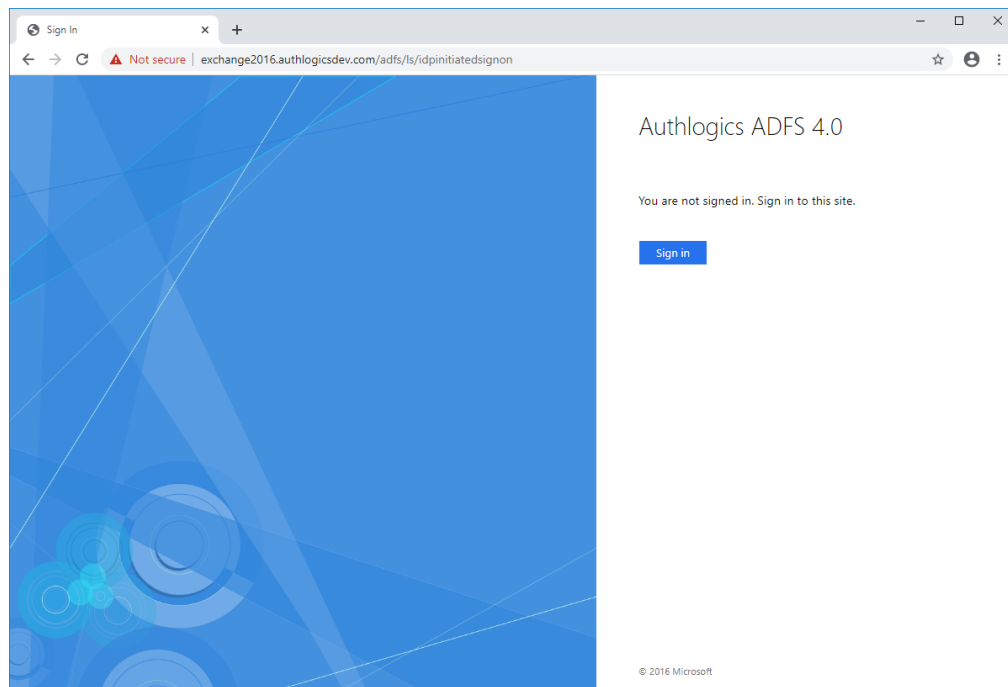 Sign In
Not secure
exchange2016.authlogicsdev.com/adfs/ls/idpinitiatedsignon
Authlogics ADFS 4.0
You are not signed in. Sign in to this site.
Sign in
© 2016 Microsoft